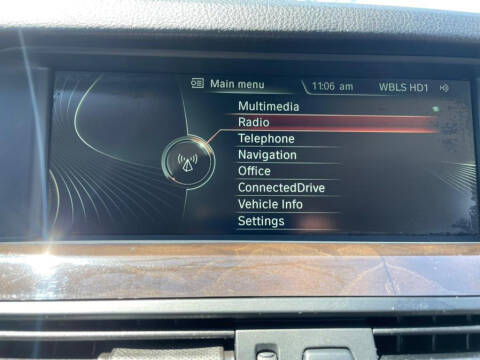 Main menu
11:06 am
WBLS HD1
Multimedia
Radio
Telephone
Navigation
Office
ConnectedDrive
Vehicle Info
Settings